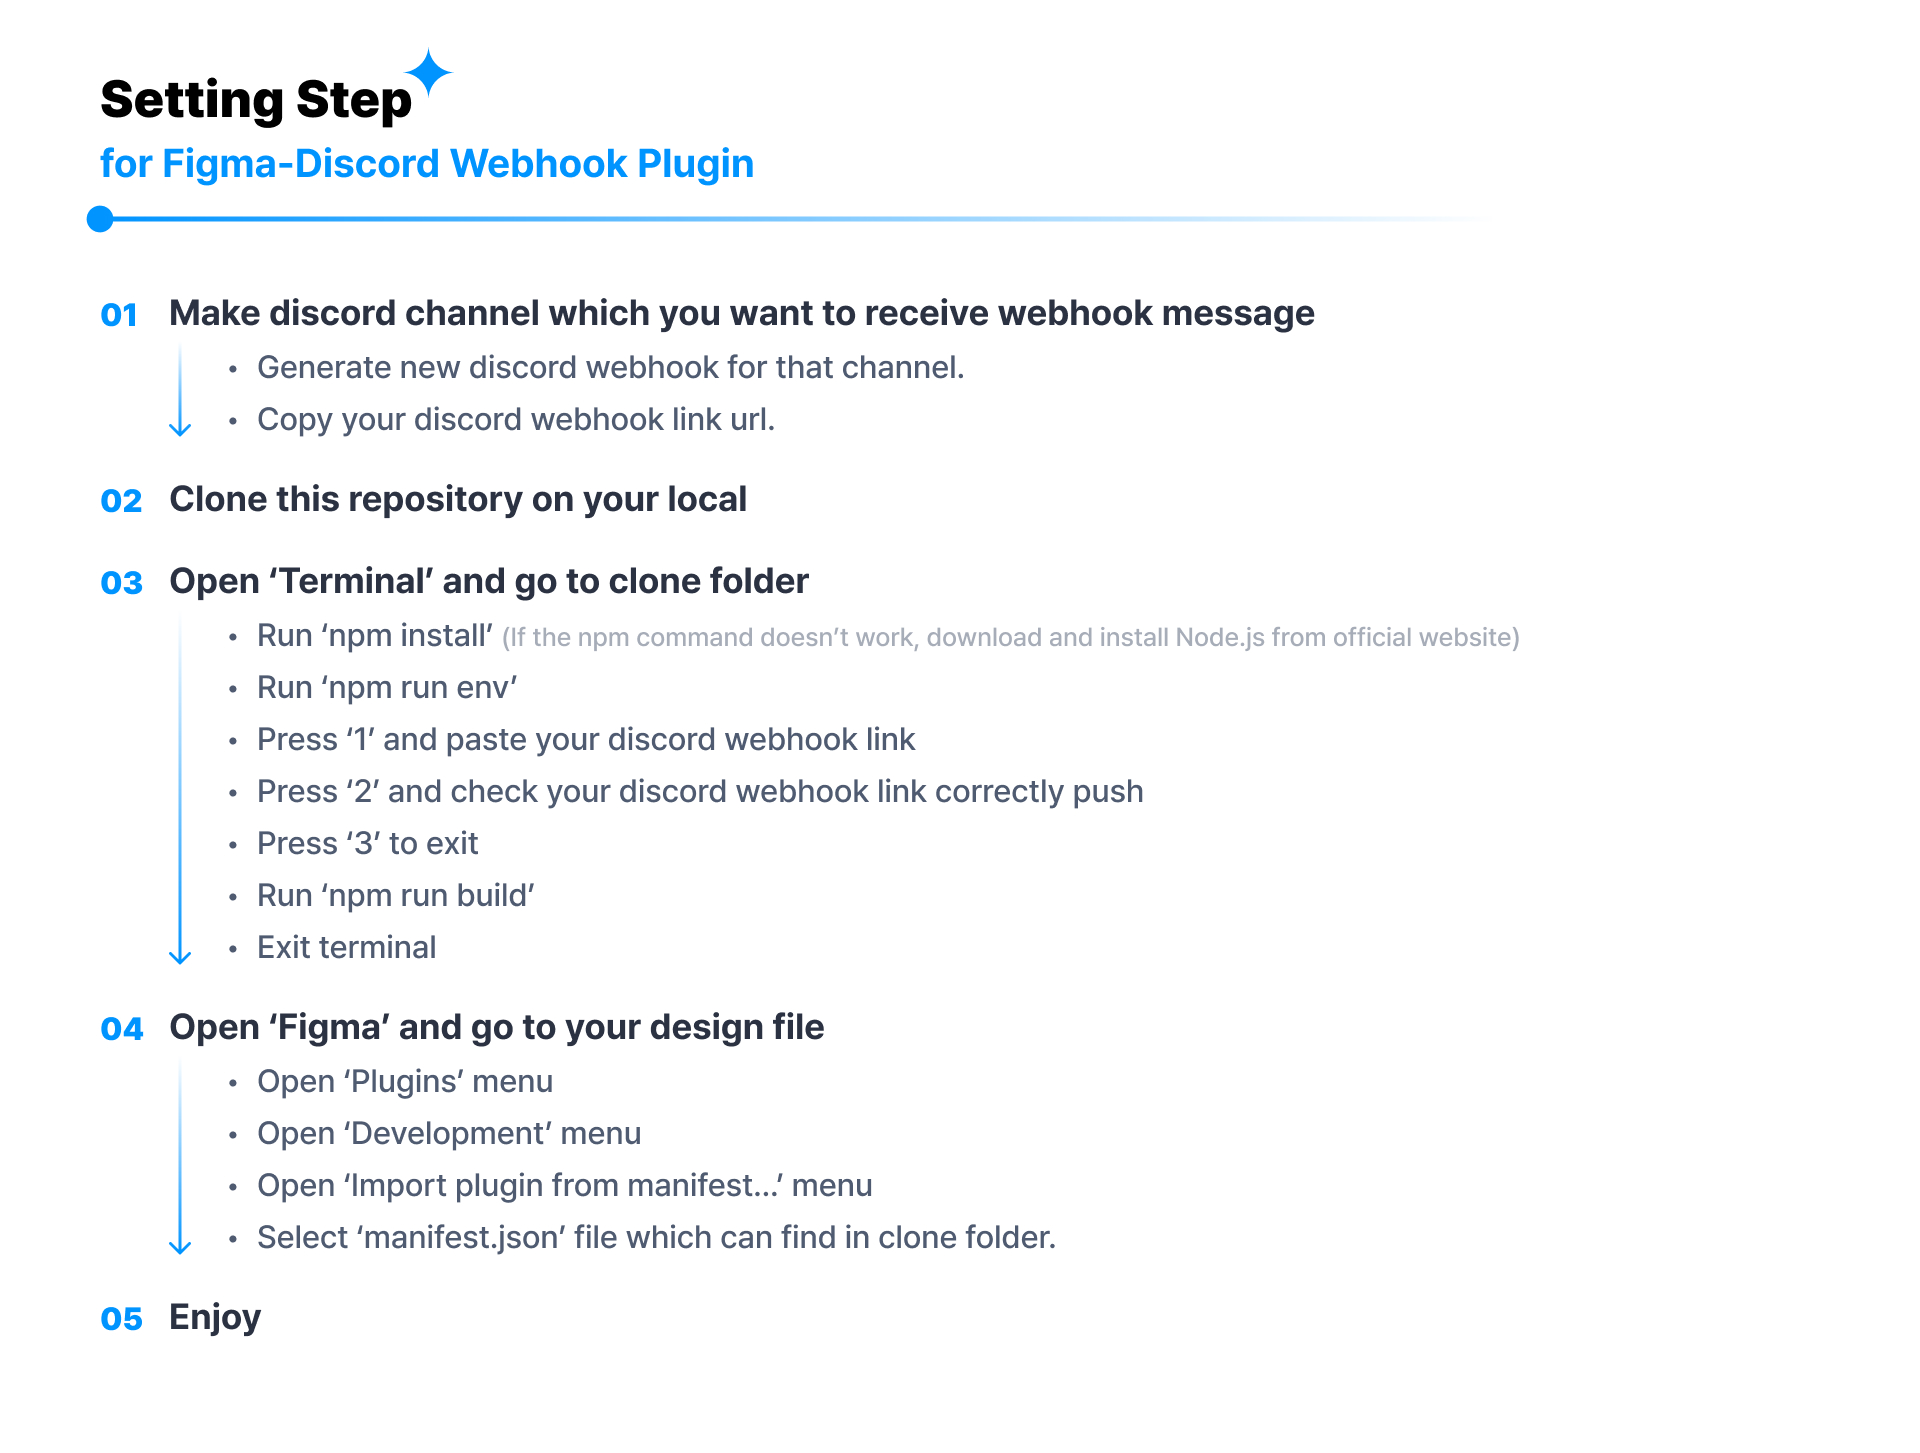 Setting Step
for Figma-Discord Webhook Plugin
01 Make discord channel which you want to receive webhook message
• Generate new discord webhook for that channel.
• Copy your discord webhook link url.
02 Clone this repository on your local
03 Open ‘Terminal’ and go to clone folder
• Run ‘npm install’ (If the npm command doesn’t work, download and install Node.js from official website)
• Run ‘npm run env’
• Press ‘1’ and paste your discord webhook link
• Press ‘2’ and check your discord webhook link correctly push
• Press ‘3’ to exit
• Run ‘npm run build’
• Exit terminal
04 Open ‘Figma’ and go to your design file
• Open ‘Plugins’ menu
• Open ‘Development’ menu
• Open ‘Import plugin from manifest...’ menu
• Select ‘manifest.json’ file which can find in clone folder.
05 Enjoy